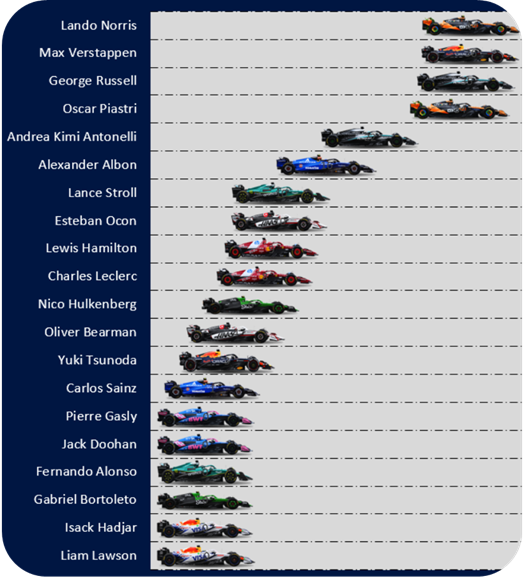 Lando Norris
Max Verstappen
George Russell
Oscar Piastri
Andrea Kimi Antonelli
Alexander Albon
Lance Stroll
Esteban Ocon
Lewis Hamilton
Charles Leclerc
Nico Hulkenberg
Oliver Bearman
Yuki Tsunoda
Carlos Sainz
Pierre Gasly
Jack Doohan
Fernando Alonso
Gabriel Bortoleto
Isack Hadjar
Liam Lawson